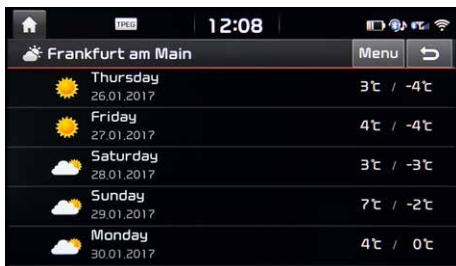 TPEG 12:08
Frankfurt am Main Menu
Thursday
26.01.2017 3℃ / -4℃
Friday
27.01.2017 4℃ / -4℃
Saturday
28.01.2017 3℃ / -3℃
Sunday
29.01.2017 7℃ / -2℃
Monday
30.01.2017 4℃ / 0℃